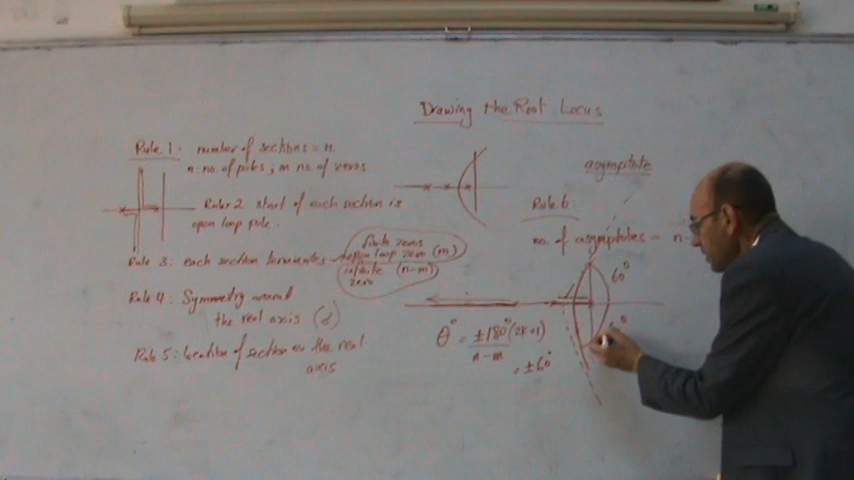 Drawing the Root Locus
Rule 1: number of sections = n
n: no. of poles; m no. of zeros
Rule 2 start of each section is
open loop pole.
Rule 3: each section terminates
finite zeros
open loop zero (m)
infinite (n-m)
zero
Rule 4: Symmetry around
the real axis (σ)
Rule 5: location of section on the real
axis
asymptote
Rule 6:
no. of asymptotes = n
60°
θ° = ±180°(2k+1)
n-m
= ±60°